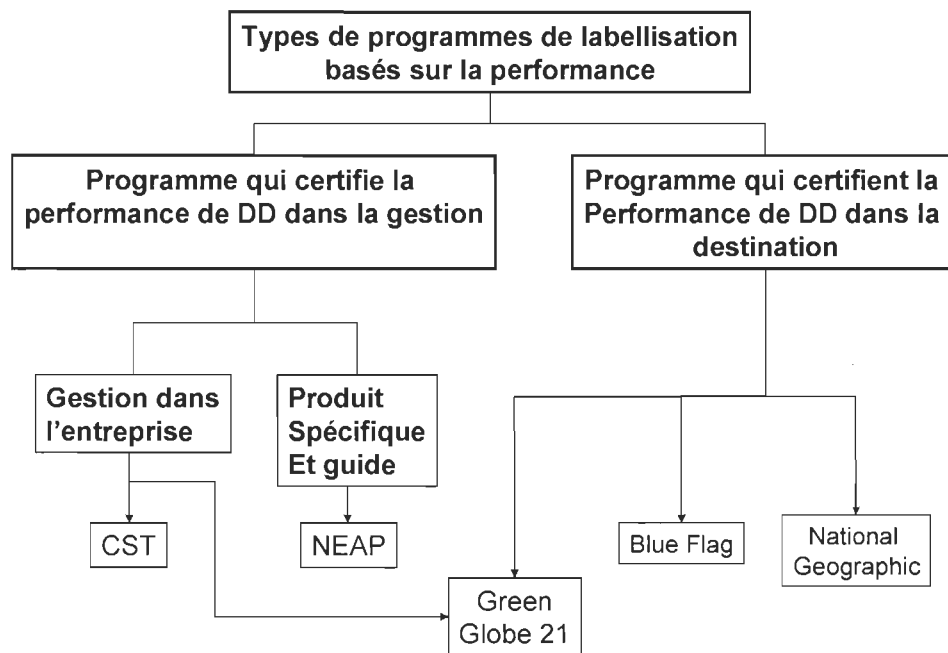 Types de programmes de labellisation
basés sur la performance
Programme qui certifie la
performance de DD dans la gestion
Programme qui certifient la
Performance de DD dans la
destination
Gestion dans
l'entreprise
Produit
Spécifique
Et guide
CST
NEAP
Blue Flag
National
Geographic
Green
Globe 21